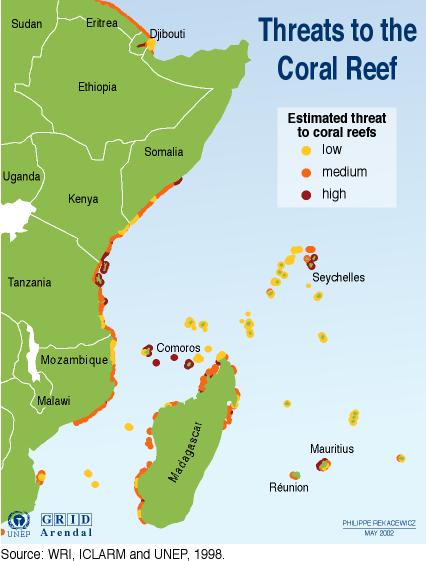 Threats to the
Coral Reef
Estimated threat
to coral reefs
low
medium
high
Sudan
Eritrea
Djibouti
Ethiopia
Somalia
Uganda
Kenya
Tanzania
Seychelles
Comoros
Mozambique
Malawi
Madagascar
Mauritius
Réunion
UNEP
GRID
Arendal
PHILIPPE REKACEWICZ
MAY 2002
Source: WRI, ICLARM and UNEP, 1998.